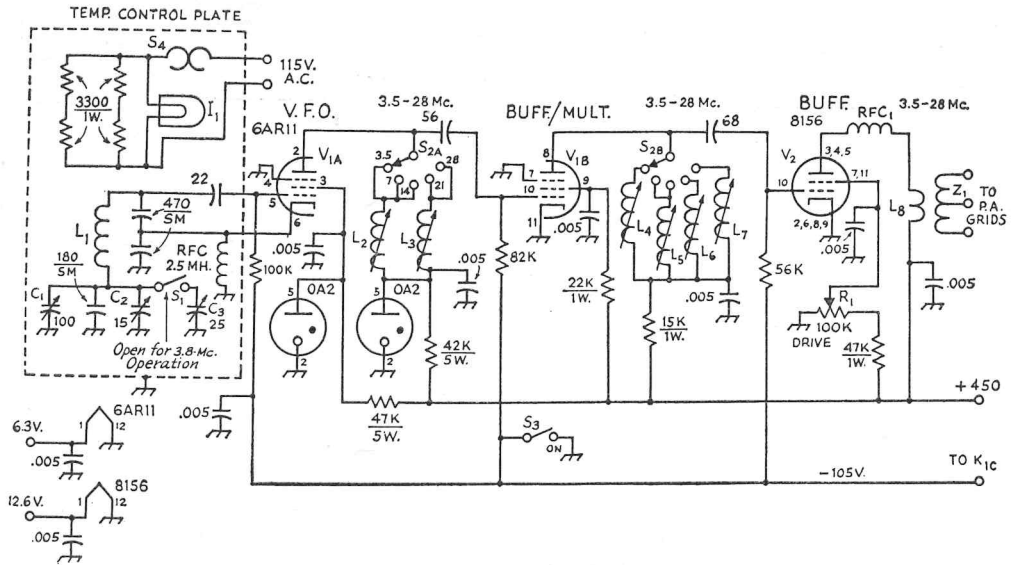 TEMP. CONTROL PLATE
S4
115V.
A.C.
3300
1W.
I1
V.F.O.
6AR11
3.5-28 Mc.
56
BUFF./MULT.
3.5-28 Mc.
68
BUFF.
8156
RFC1
3.5-28 Mc.
V1A
2
4
3
5
6
S2A
3.5
7
14
21
28
8
V1B
7
10
9
11
S2B
V2
3,4,5
7,11
10
2,6,8,9
22
470
SM
L1
180
SM
RFC
2.5 MH.
C1
100
C2
15
S1
C3
25
Open for 3.8-Mc.
Operation
100K
.005
L2
L3
.005
82K
.005
22K
1W.
L4
L5
L6
L7
.005
15K
1W.
56K
.005
L8
Z1
TO
P.A.
GRIDS
.005
R1
100K
DRIVE
47K
1W.
5
OA2
2
5
OA2
2
42K
5W.
47K
5W.
.005
S3
ON
+450
-105V.
TO K1C
6AR11
6.3V.
1
12
.005
8156
12.6V.
1
12
.005